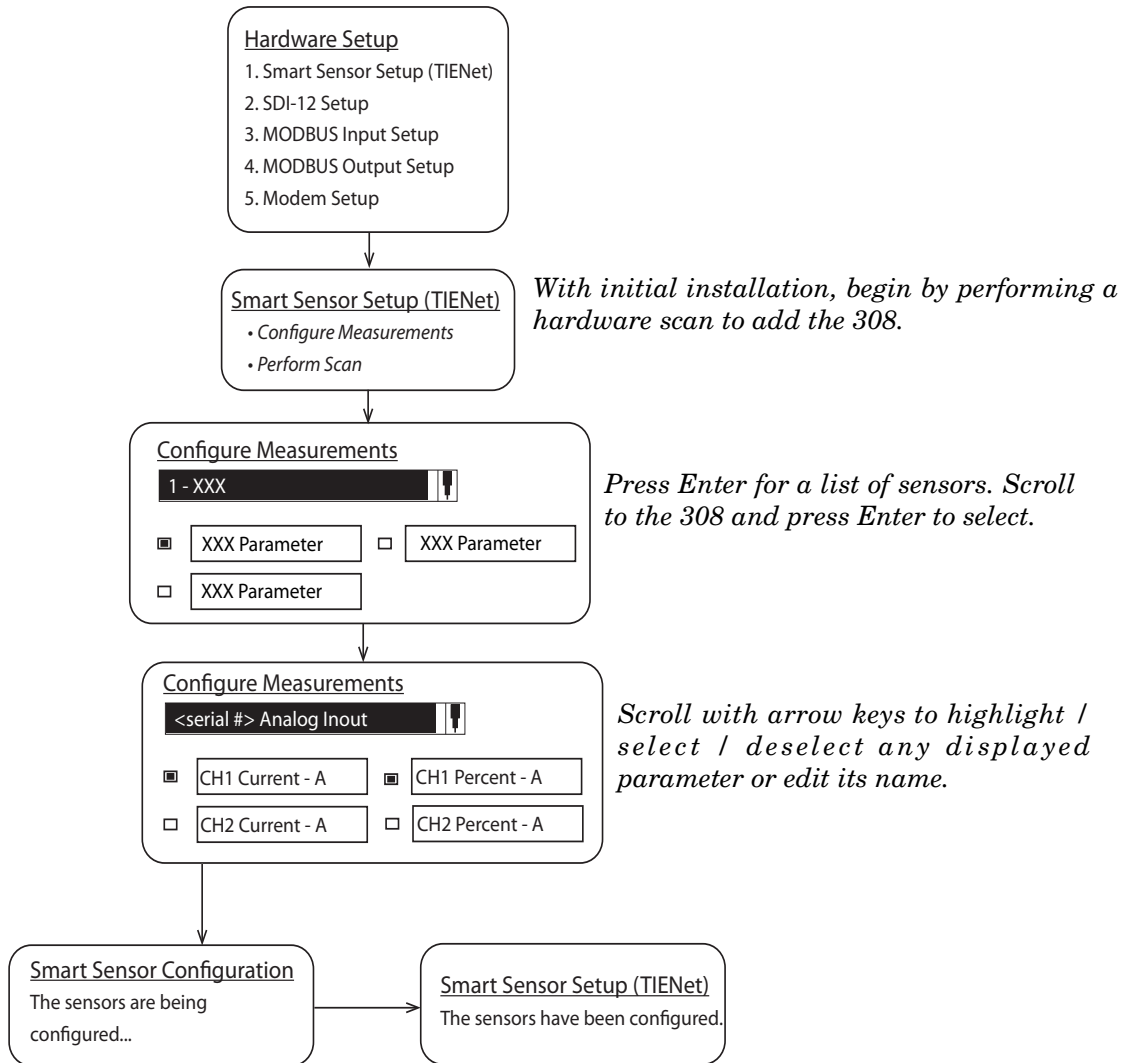 Hardware Setup
1. Smart Sensor Setup (TIENet)
2. SDI-12 Setup
3. MODBUS Input Setup
4. MODBUS Output Setup
5. Modem Setup
Smart Sensor Setup (TIENet)
• Configure Measurements
• Perform Scan
With initial installation, begin by performing a
hardware scan to add the 308.
Configure Measurements
1 - XXX
XXX Parameter
XXX Parameter
XXX Parameter
Press Enter for a list of sensors. Scroll
to the 308 and press Enter to select.
Configure Measurements
<serial #> Analog Inout
CH1 Current - A
CH1 Percent - A
CH2 Current - A
CH2 Percent - A
Scroll with arrow keys to highlight /
select / deselect any displayed
parameter or edit its name.
Smart Sensor Configuration
The sensors are being
configured...
Smart Sensor Setup (TIENet)
The sensors have been configured.